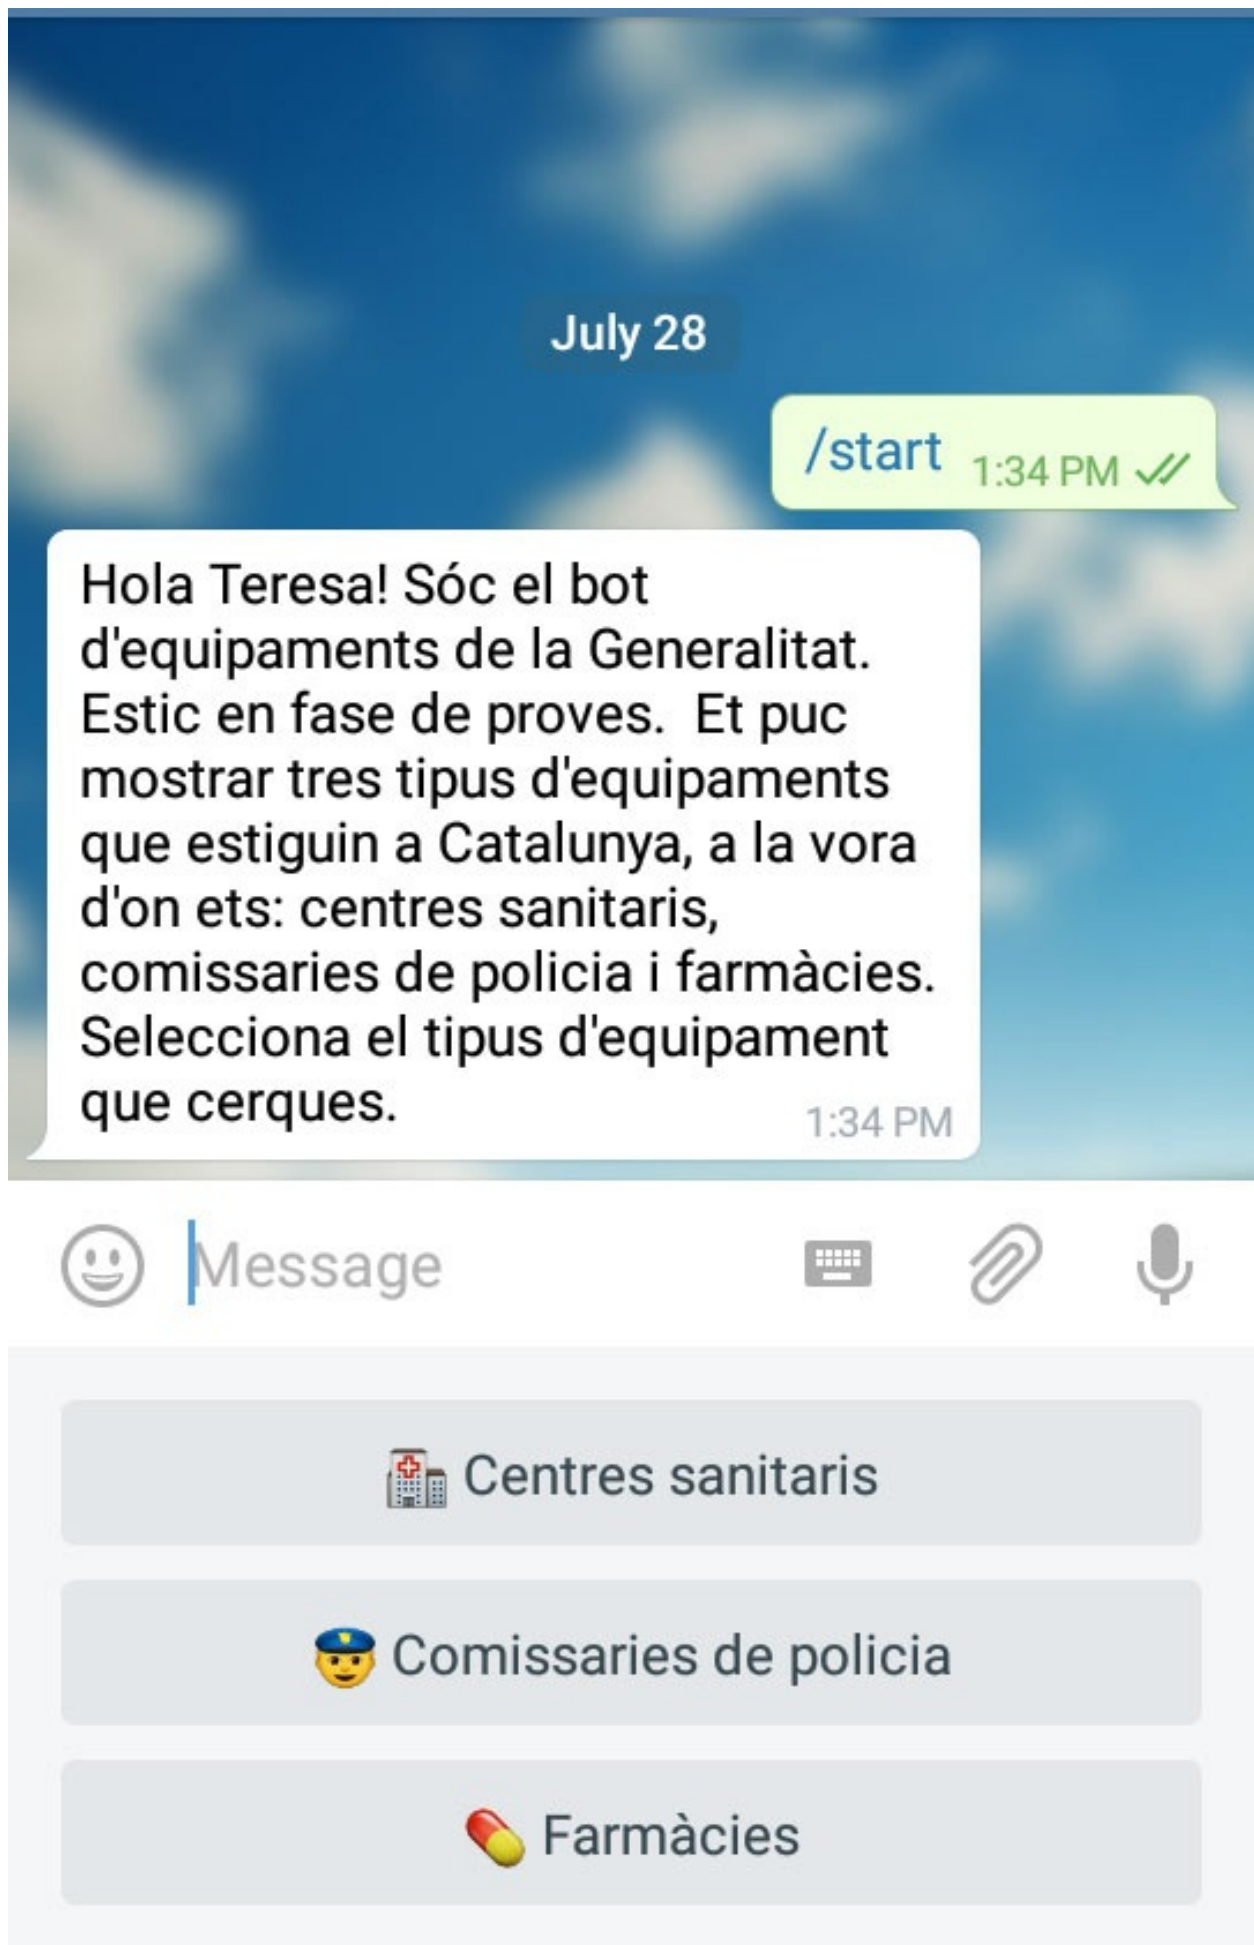 July 28
/start 1:34 PM
Hola Teresa! Sóc el bot
d'equipaments de la Generalitat.
Estic en fase de proves.  Et puc
mostrar tres tipus d'equipaments
que estiguin a Catalunya, a la vora
d'on ets: centres sanitaris,
comissaries de policia i farmàcies.
Selecciona el tipus d'equipament
que cerques.
1:34 PM
Message
Centres sanitaris
Comissaries de policia
Farmàcies